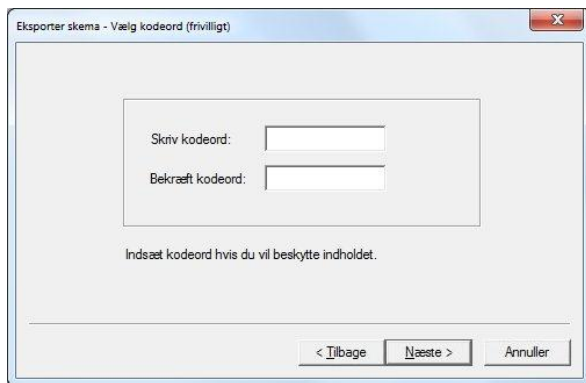 Eksporter skema - Vælg kodeord (frivilligt)
Skriv kodeord:
Bekræft kodeord:
Indsæt kodeord hvis du vil beskytte indholdet.
< Tilbage Næste > Annuller